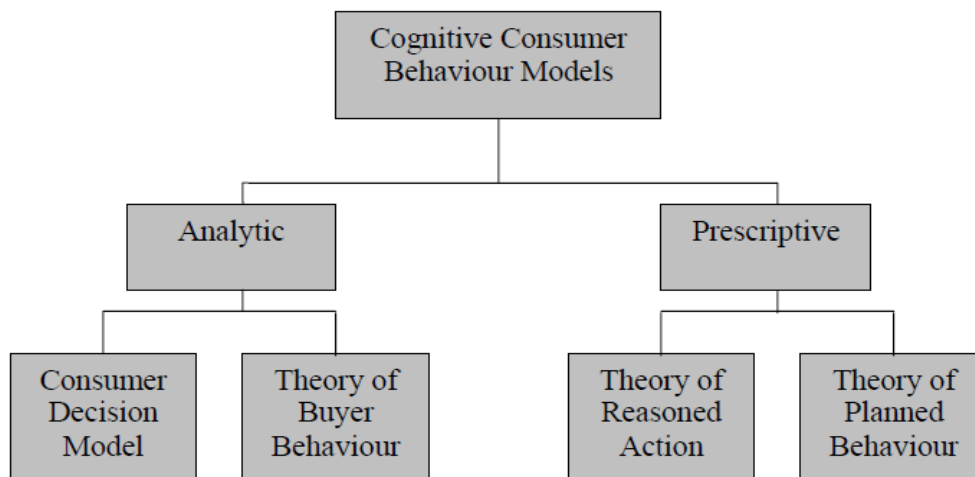 Cognitive Consumer
Behaviour Models
Analytic
Prescriptive
Consumer
Decision
Model
Theory of
Buyer
Behaviour
Theory of
Reasoned
Action
Theory of
Planned
Behaviour